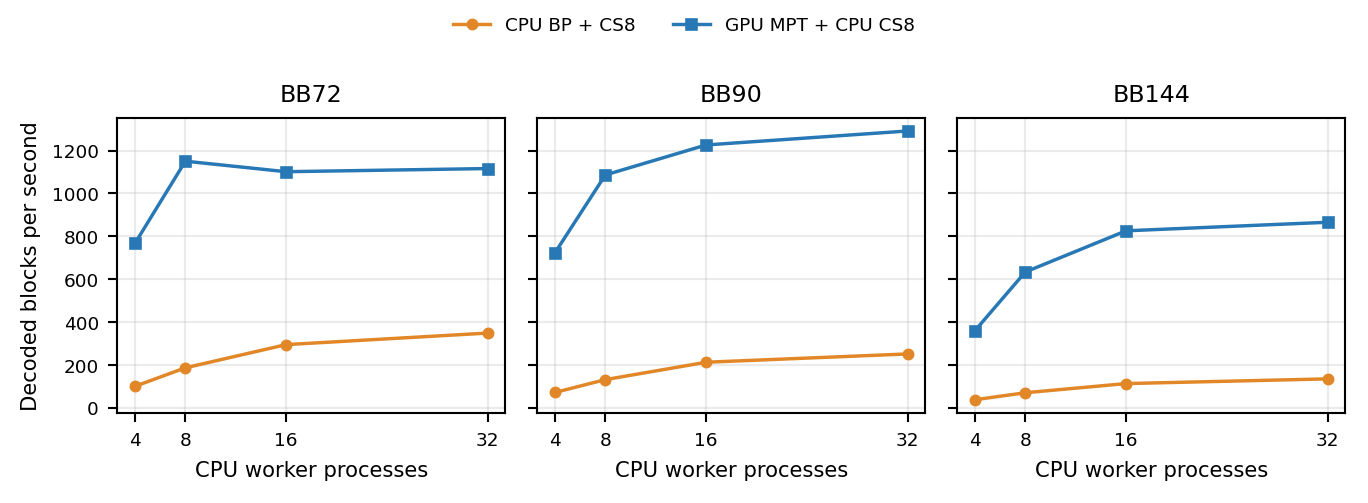 CPU BP + CS8 GPU MPT + CPU CS8
BB72 BB90 BB144
Decoded blocks per second
1200
1000
800
600
400
200
0
4 8 16 32 4 8 16 32 4 8 16 32
CPU worker processes CPU worker processes CPU worker processes